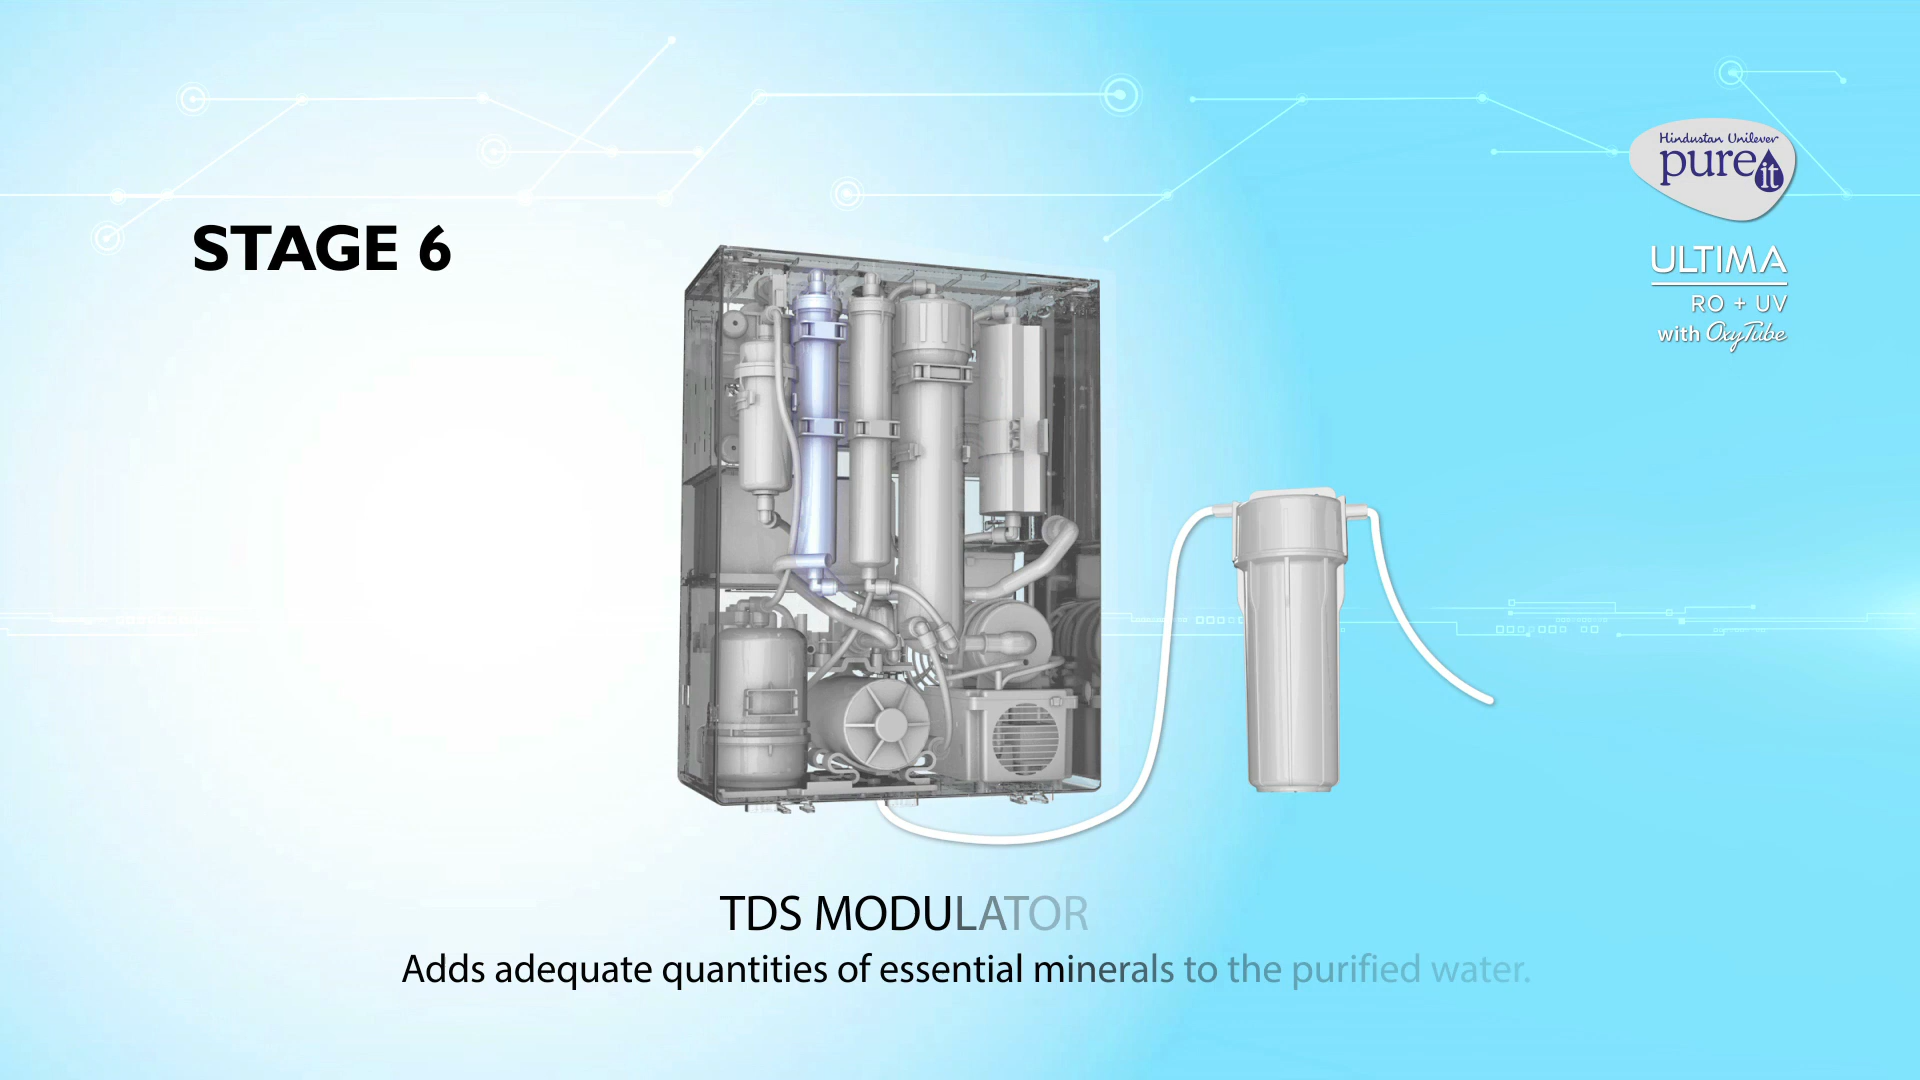 Hindustan Unilever
pureit
STAGE 6
ULTIMA
RO + UV
with OxyTube
TDS MODULATOR
Adds adequate quantities of essential minerals to the purified water.